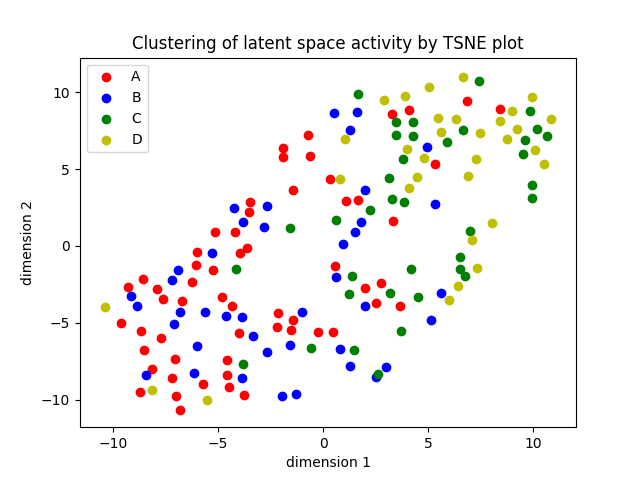 Clustering of latent space activity by TSNE plot
A
B
C
D
10
5
0
−5
−10
dimension 2
−10
−5
0
5
10
dimension 1